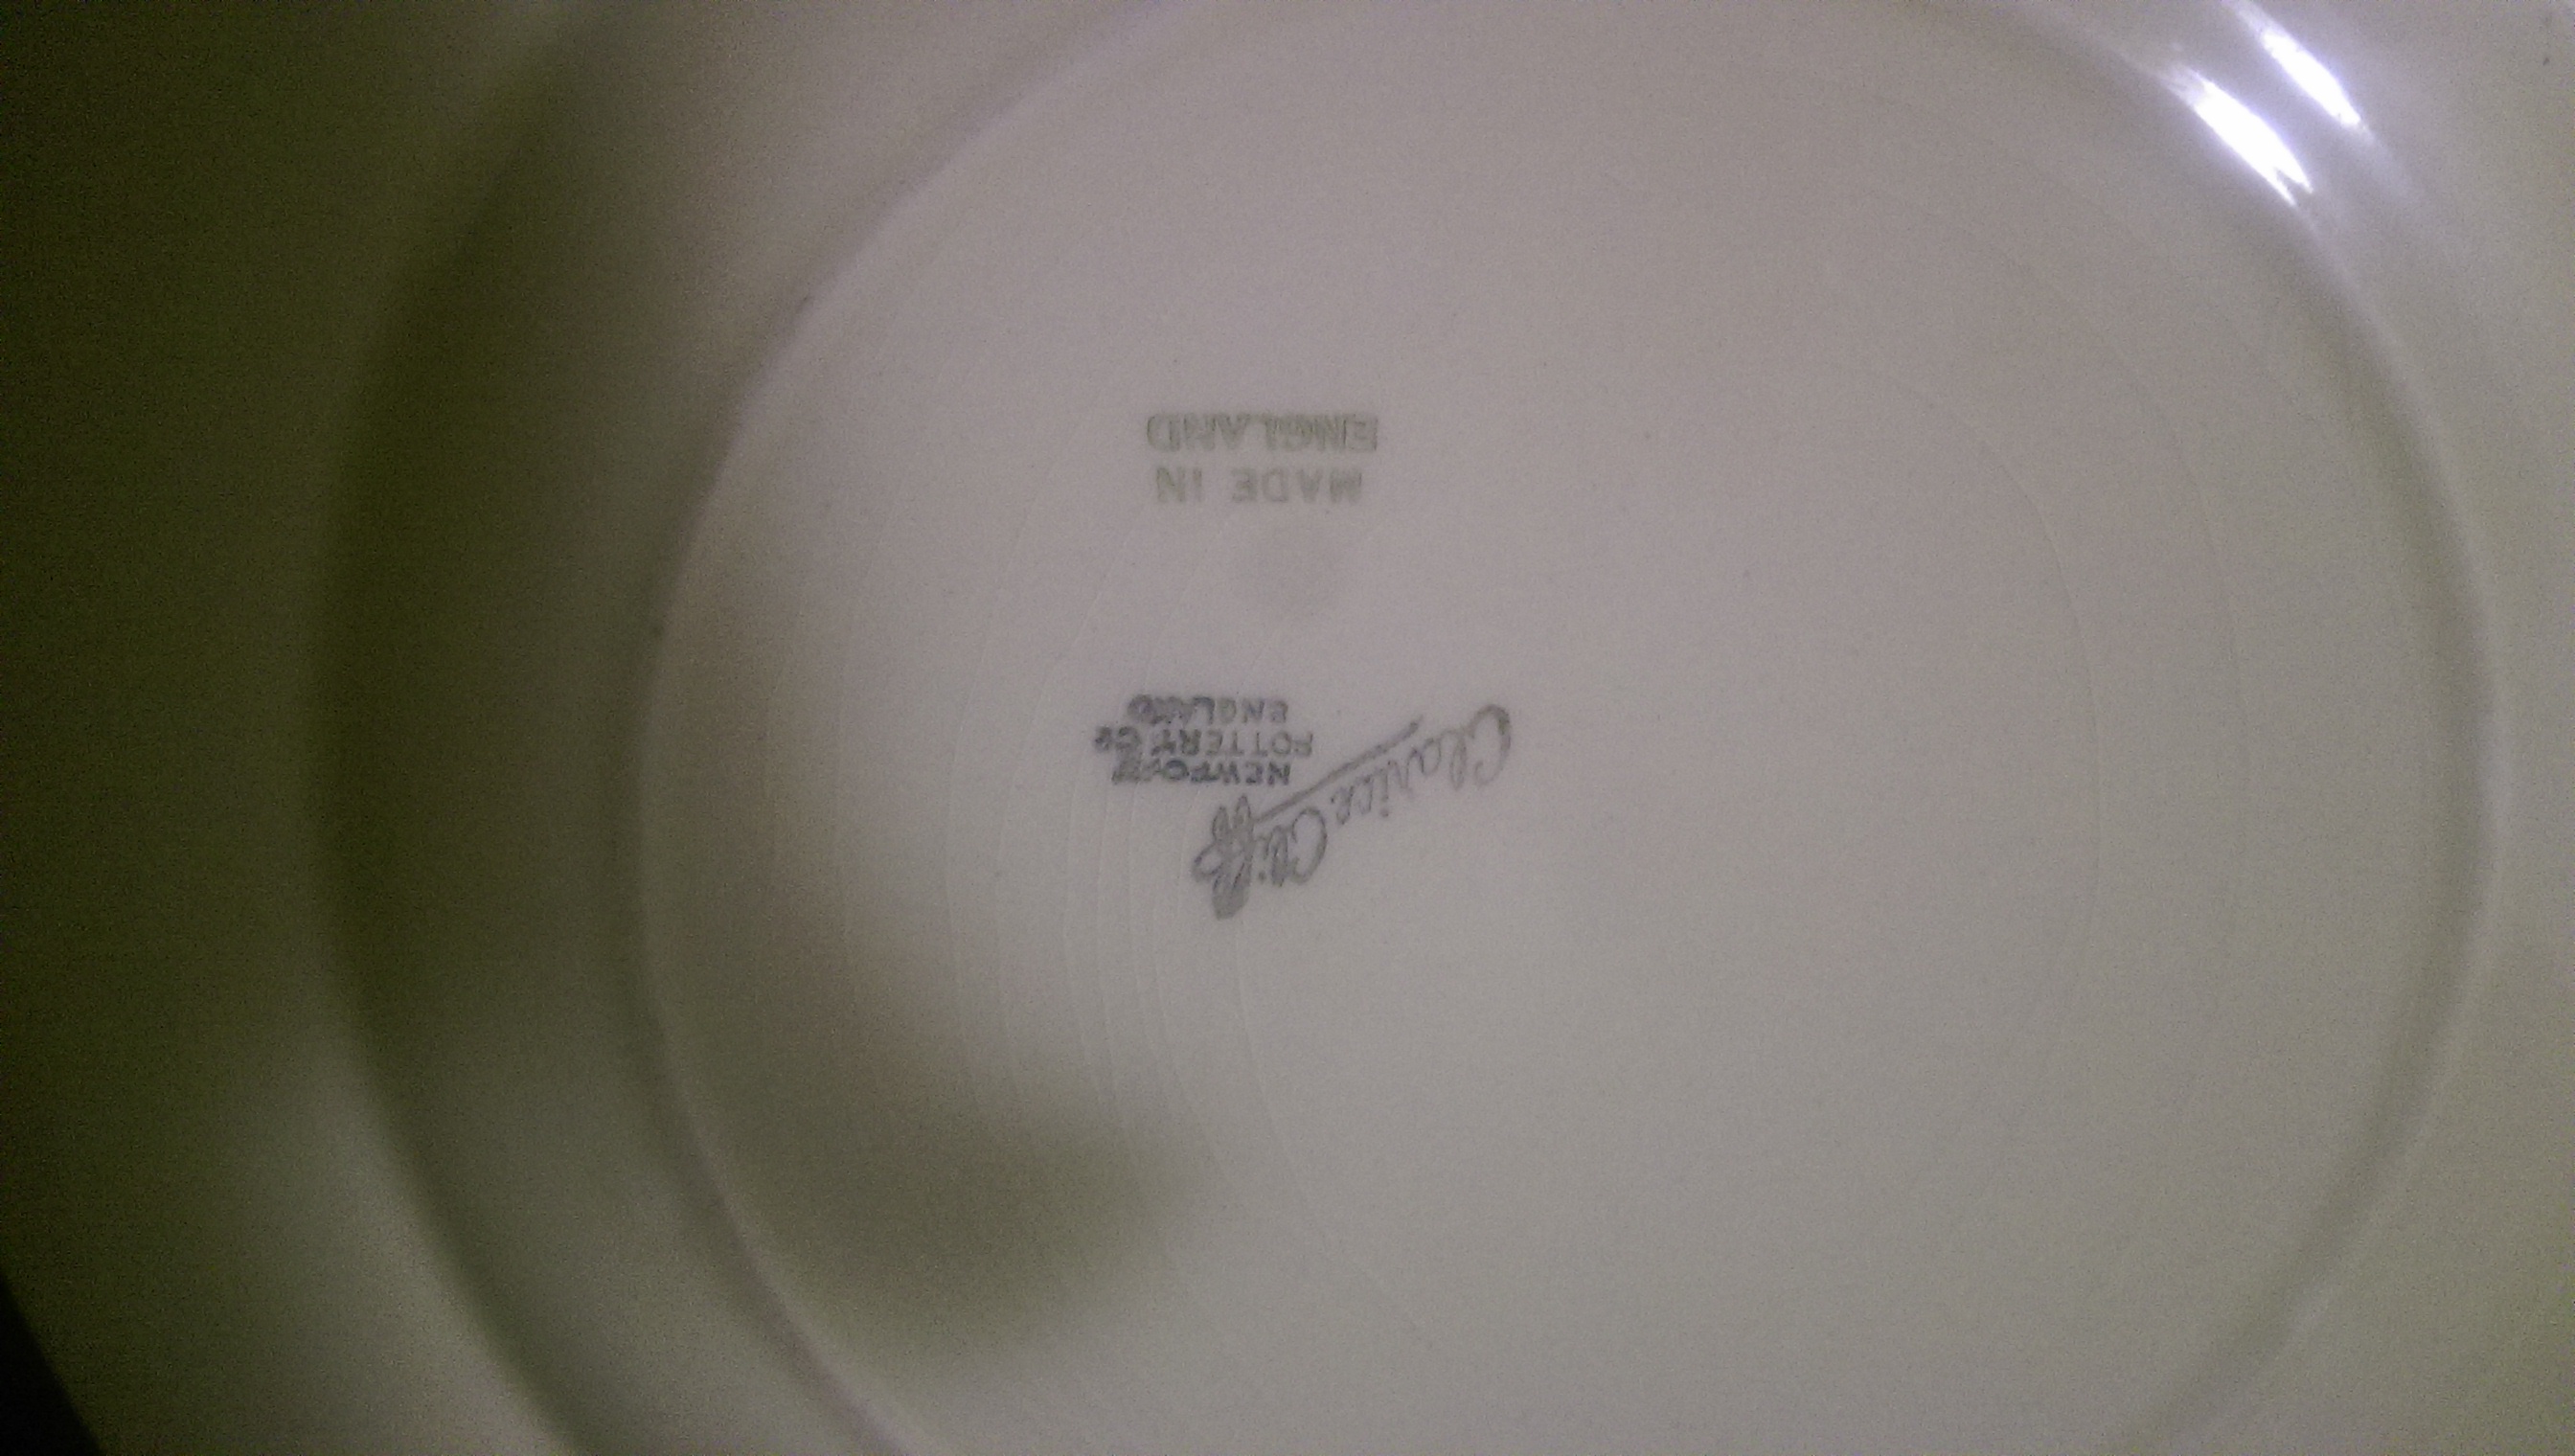 Clarice Cliff
NEWPORT
POTTERY Co
ENGLAND
MADE IN
ENGLAND